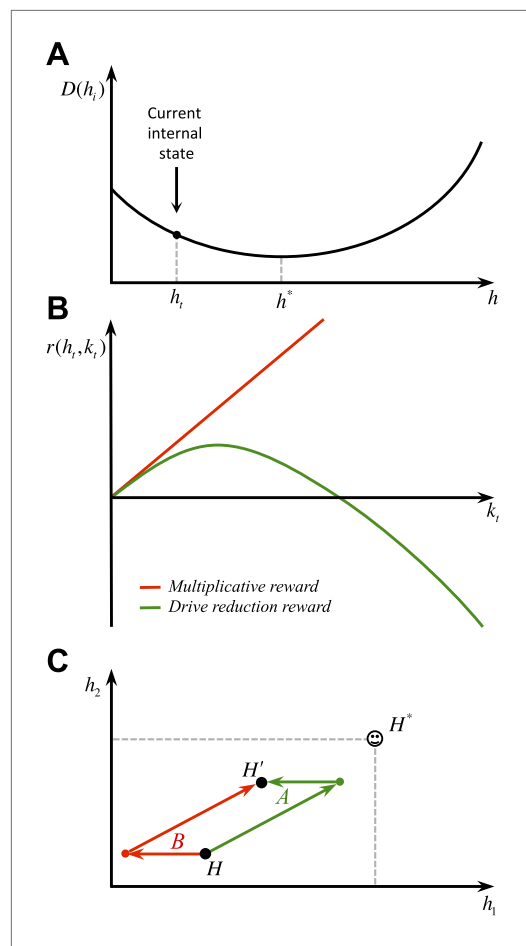 A
D(h_i)
Current
internal
state
h_t
h*
h
B
r(h_t,k_t)
k_t
Multiplicative reward
Drive reduction reward
C
h_2
H*
H′
A
B
H
h_1